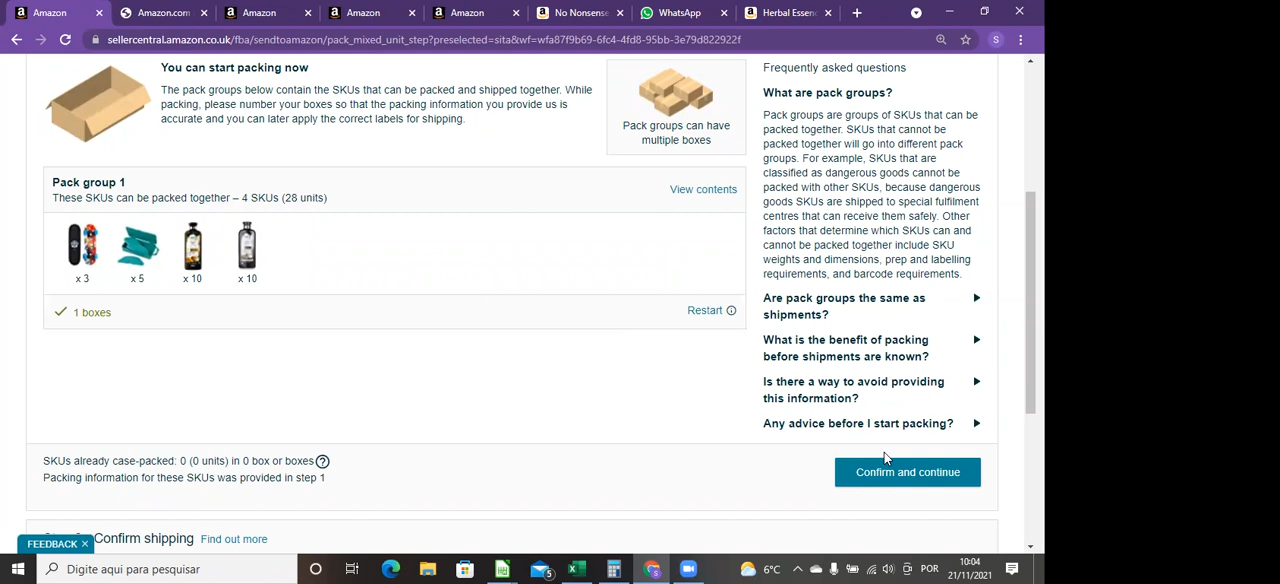 Amazon
Amazon.com
Amazon
Amazon
Amazon
No Nonsense
WhatsApp
Herbal Essenc
sellercentral.amazon.co.uk/fba/sendtoamazon/pack_mixed_unit_step?preselected=sita&wf=wfa87f9b69-6fc4-4fd8-95bb-3e79d822922f
S
You can start packing now
The pack groups below contain the SKUs that can be packed and shipped together. While
packing, please number your boxes so that the packing information you provide us is
accurate and you can later apply the correct labels for shipping.
Pack groups can have
multiple boxes
Pack group 1
These SKUs can be packed together – 4 SKUs (28 units)
View contents
x 3
x 5
x 10
x 10
1 boxes
Restart
SKUs already case-packed: 0 (0 units) in 0 box or boxes
Packing information for these SKUs was provided in step 1
Confirm and continue
Frequently asked questions
What are pack groups?
Pack groups are groups of SKUs that can be
packed together. SKUs that cannot be
packed together will go into different pack
groups. For example, SKUs that are
classified as dangerous goods cannot be
packed with other SKUs, because dangerous
goods SKUs are shipped to special fulfilment
centres that can receive them safely. Other
factors that determine which SKUs can and
cannot be packed together include SKU
weights and dimensions, prep and labelling
requirements, and barcode requirements.
Are pack groups the same as
shipments?
What is the benefit of packing
before shipments are known?
Is there a way to avoid providing
this information?
Any advice before I start packing?
Confirm shipping Find out more
FEEDBACK
Digite aqui para pesquisar
5
6°C
POR
10:04
21/11/2021